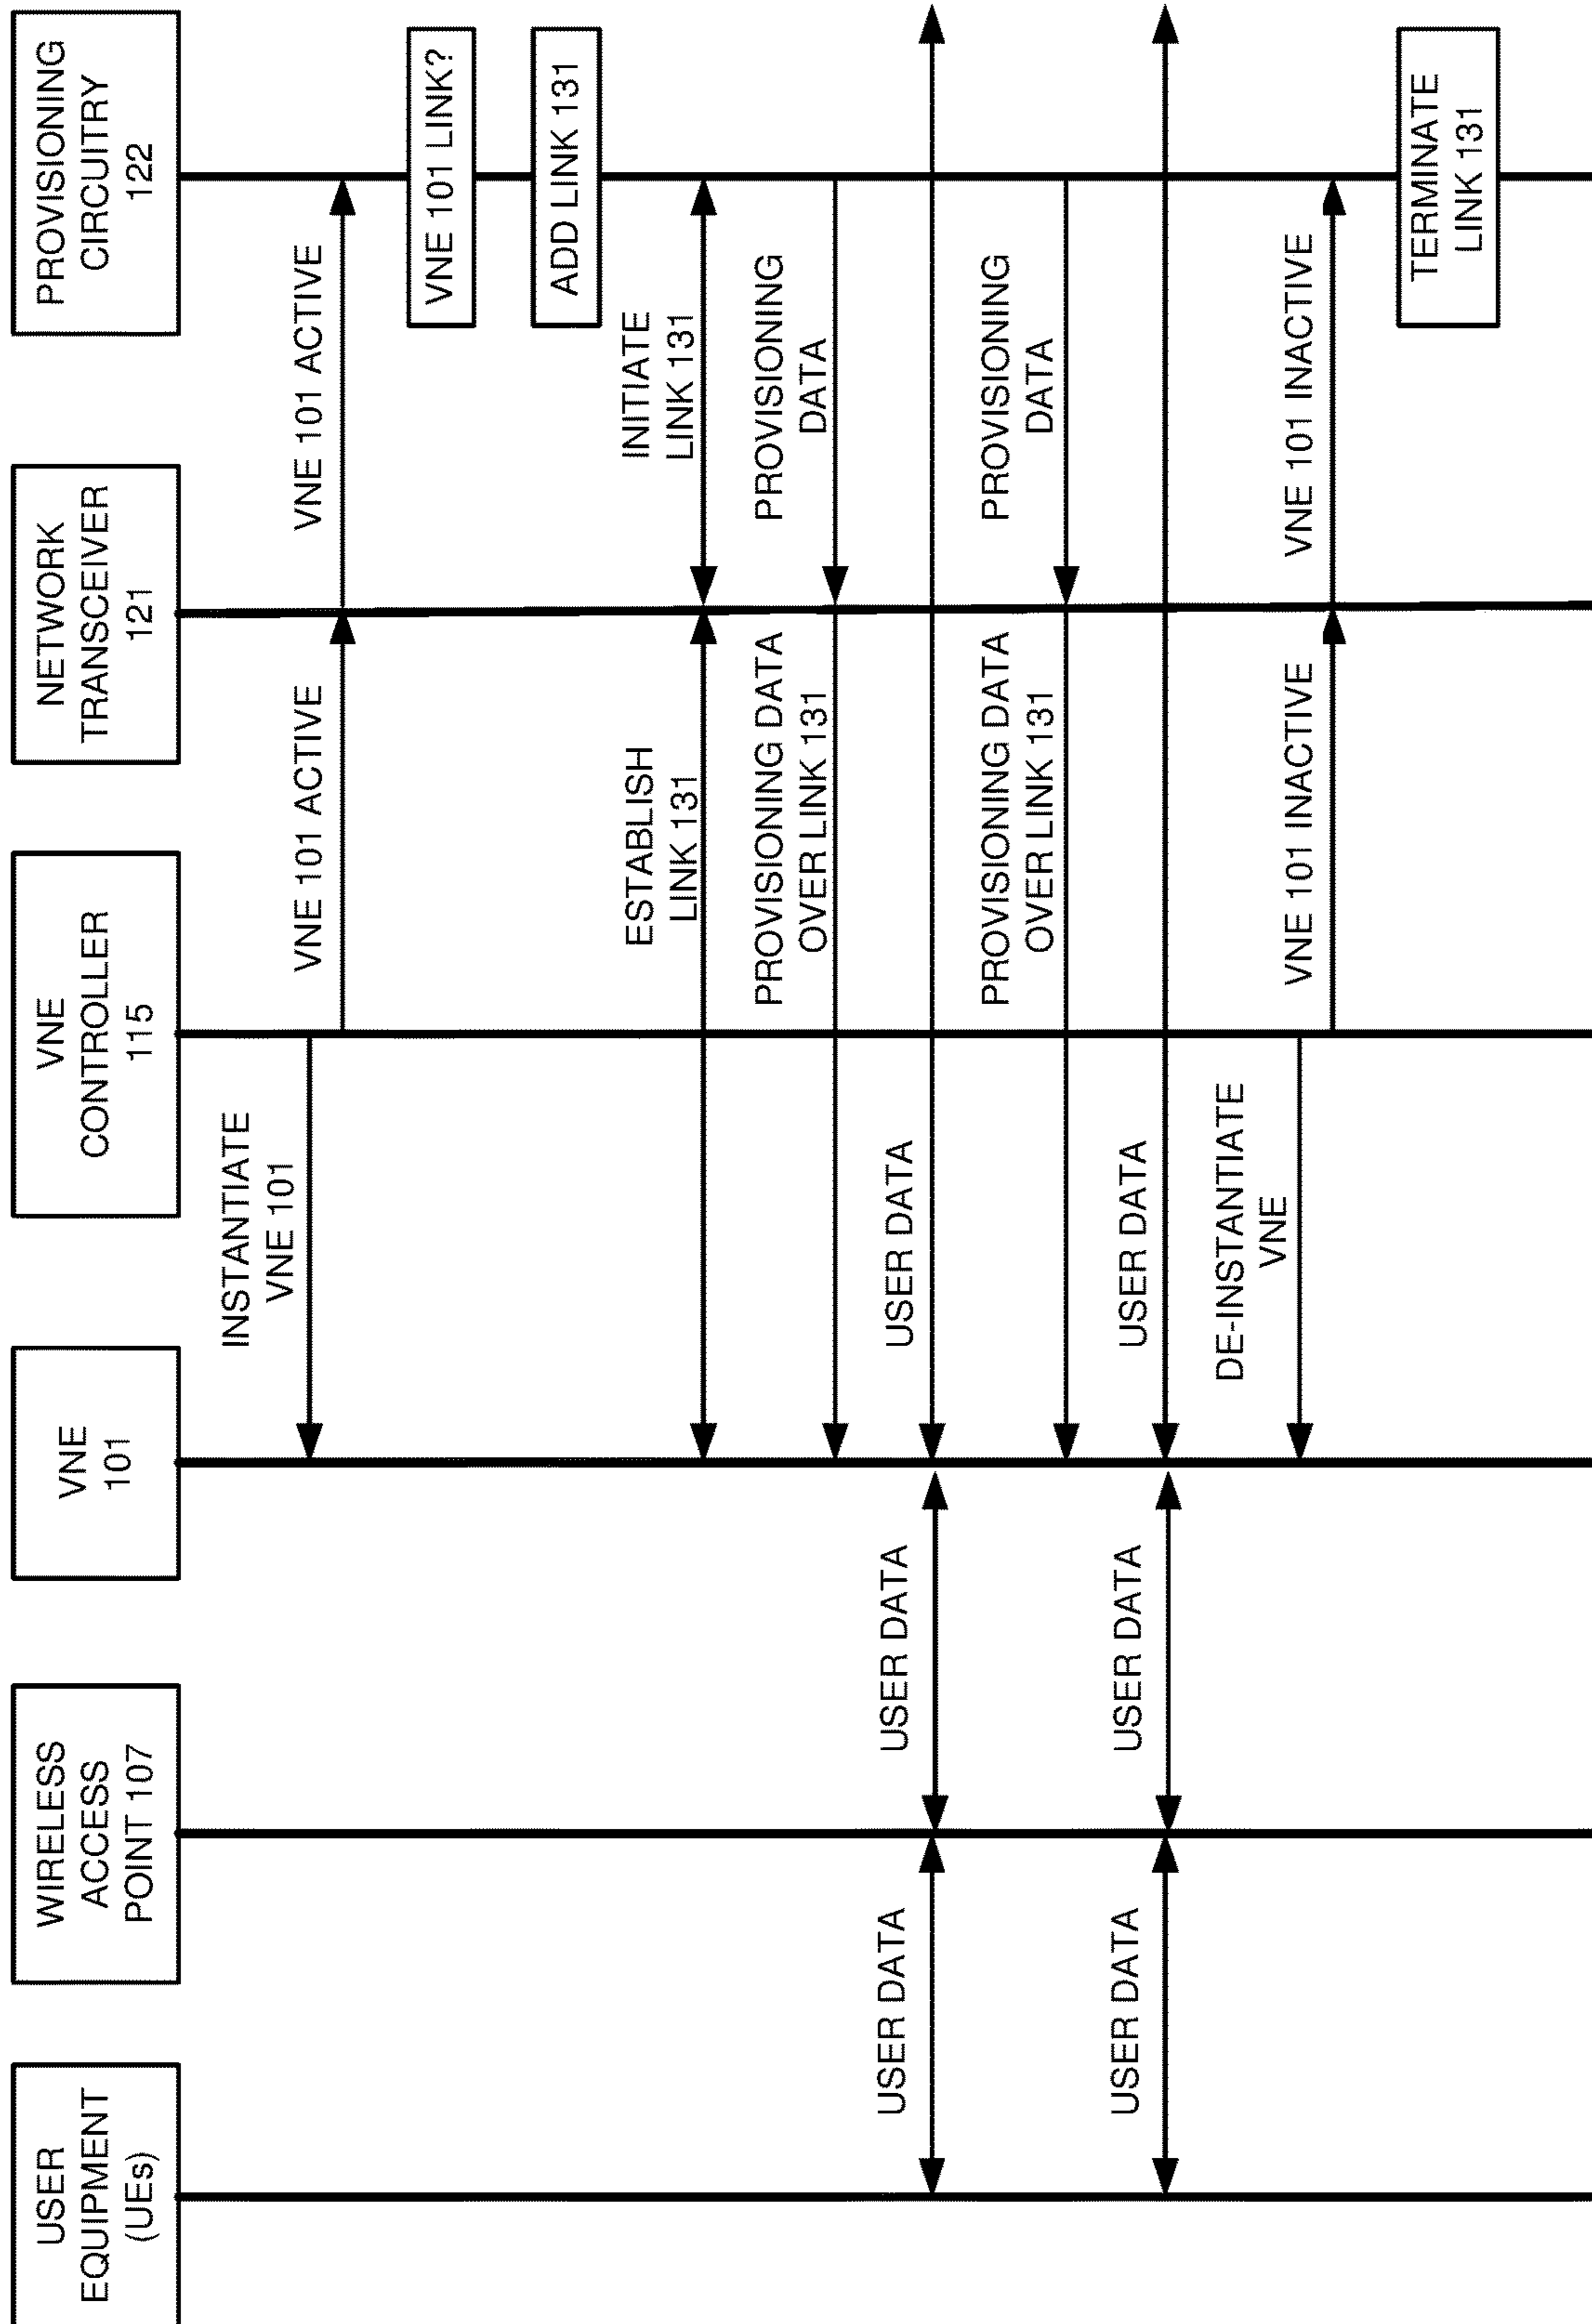 USER
EQUIPMENT
(UEs)
WIRELESS
ACCESS
POINT 107
VNE
101
VNE
CONTROLLER
115
NETWORK
TRANSCEIVER
121
PROVISIONING
CIRCUITRY
122
INSTANTIATE
VNE 101
VNE 101 ACTIVE
VNE 101 ACTIVE
VNE 101 LINK?
ADD LINK 131
ESTABLISH
LINK 131
INITIATE
LINK 131
PROVISIONING DATA
OVER LINK 131
PROVISIONING
DATA
USER DATA
USER DATA
USER DATA
PROVISIONING DATA
OVER LINK 131
PROVISIONING
DATA
USER DATA
USER DATA
USER DATA
DE-INSTANTIATE
VNE
VNE 101 INACTIVE
VNE 101 INACTIVE
TERMINATE
LINK 131